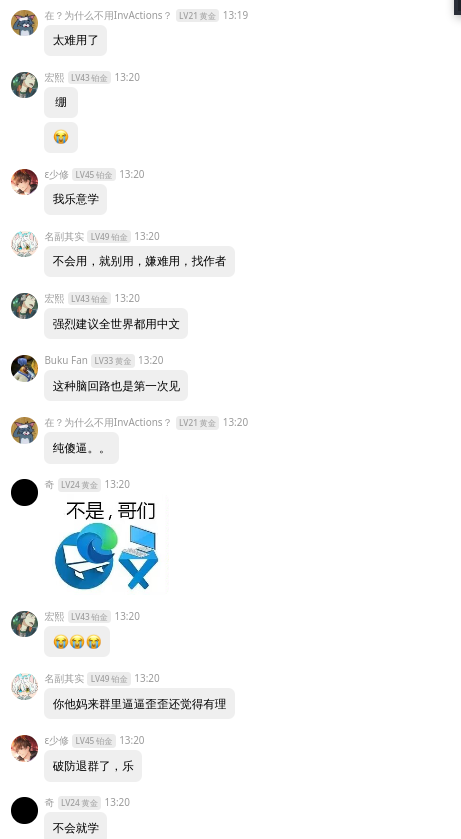 在？为什么不用InvActions？ LV21 黄金 13:19
太难用了
宏熙 LV43 铂金 13:20
绷
😭
ε少修 LV45 铂金 13:20
我乐意学
名副其实 LV49 铂金 13:20
不会用，就别用，嫌难用，找作者
宏熙 LV43 铂金 13:20
强烈建议全世界都用中文
Buku Fan LV33 黄金 13:20
这种脑回路也是第一次见
在？为什么不用InvActions？ LV21 黄金 13:20
纯傻逼。。
奇 LV24 黄金 13:20
不是，哥们
宏熙 LV43 铂金 13:20
😭😭😭
名副其实 LV49 铂金 13:20
你他妈来群里逼逼歪歪还觉得有理
ε少修 LV45 铂金 13:20
破防退群了，乐
奇 LV24 黄金 13:20
不会就学